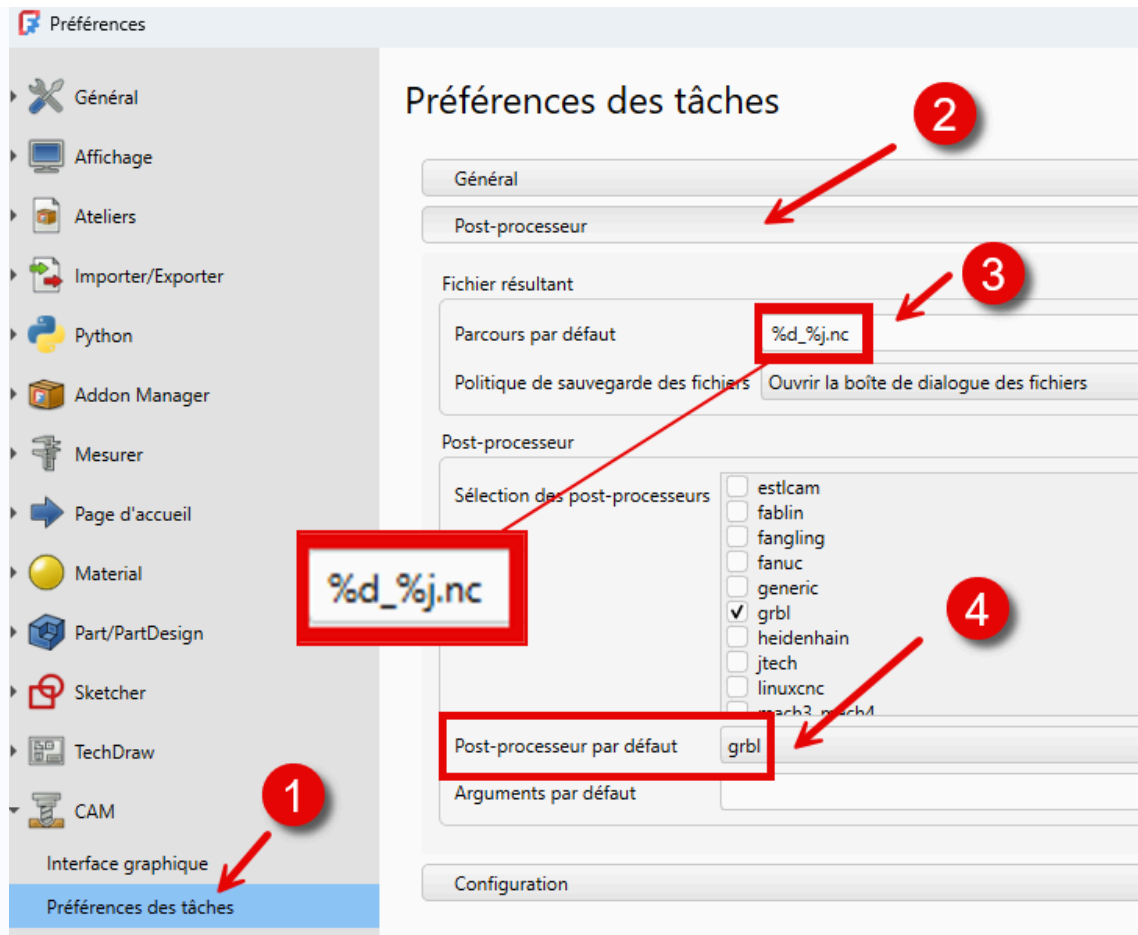 Préférences
Général
Affichage
Ateliers
Importer/Exporter
Python
Addon Manager
Mesurer
Page d'accueil
Material
Part/PartDesign
Sketcher
TechDraw
CAM
Interface graphique
Préférences des tâches
1
Préférences des tâches
2
Général
Post-processeur
Fichier résultant
3
Parcours par défaut
%d_%j.nc
Politique de sauvegarde des fichiers
Ouvrir la boîte de dialogue des fichiers
Post-processeur
Sélection des post-processeurs
estlcam
fablin
fangling
fanuc
generic
grbl
heidenhain
jtech
linuxcnc
mach3_mach4
%d_%j.nc
4
Post-processeur par défaut
grbl
Arguments par défaut
Configuration